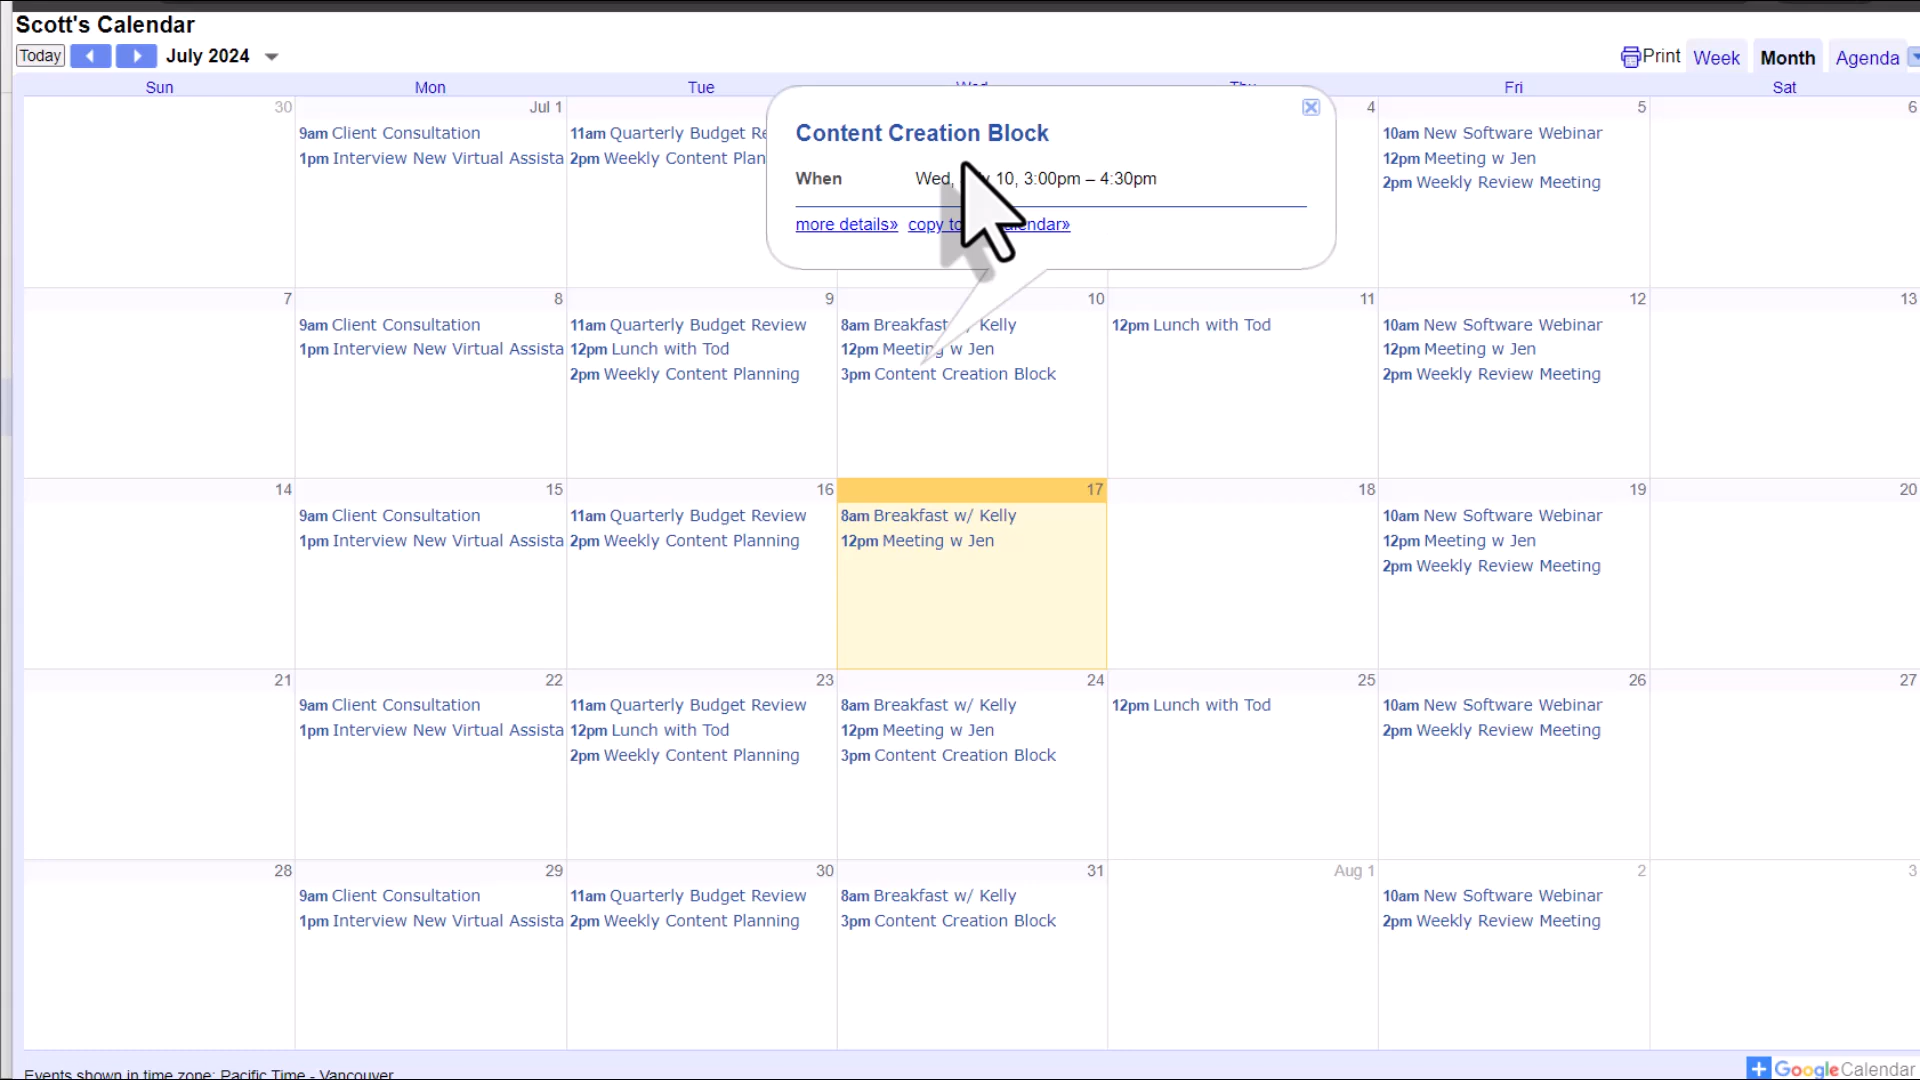 Scott's Calendar
Today
July 2024
Print
Week
Month
Agenda
Sun Mon Tue Fri Sat
30
Jul 1
9am Client Consultation
1pm Interview New Virtual Assista
11am Quarterly Budget Re
2pm Weekly Content Plan
4
5
10am New Software Webinar
12pm Meeting w Jen
2pm Weekly Review Meeting
6
Content Creation Block
When Wed, 10, 3:00pm – 4:30pm
more details» copy to
7
8
9am Client Consultation
1pm Interview New Virtual Assista
9
11am Quarterly Budget Review
12pm Lunch with Tod
2pm Weekly Content Planning
10
8am Breakfast Kelly
12pm Meeting w Jen
3pm Content Creation Block
11
12pm Lunch with Tod
12
10am New Software Webinar
12pm Meeting w Jen
2pm Weekly Review Meeting
13
14
15
9am Client Consultation
1pm Interview New Virtual Assista
16
11am Quarterly Budget Review
2pm Weekly Content Planning
17
8am Breakfast w/ Kelly
12pm Meeting w Jen
18
19
10am New Software Webinar
12pm Meeting w Jen
2pm Weekly Review Meeting
20
21
22
9am Client Consultation
1pm Interview New Virtual Assista
23
11am Quarterly Budget Review
12pm Lunch with Tod
2pm Weekly Content Planning
24
8am Breakfast w/ Kelly
12pm Meeting w Jen
3pm Content Creation Block
25
12pm Lunch with Tod
26
10am New Software Webinar
2pm Weekly Review Meeting
27
28
29
9am Client Consultation
1pm Interview New Virtual Assista
30
11am Quarterly Budget Review
2pm Weekly Content Planning
31
8am Breakfast w/ Kelly
3pm Content Creation Block
Aug 1
2
10am New Software Webinar
2pm Weekly Review Meeting
3
Events shown in time zone: Pacific Time - Vancouver
+ GoogleCalendar